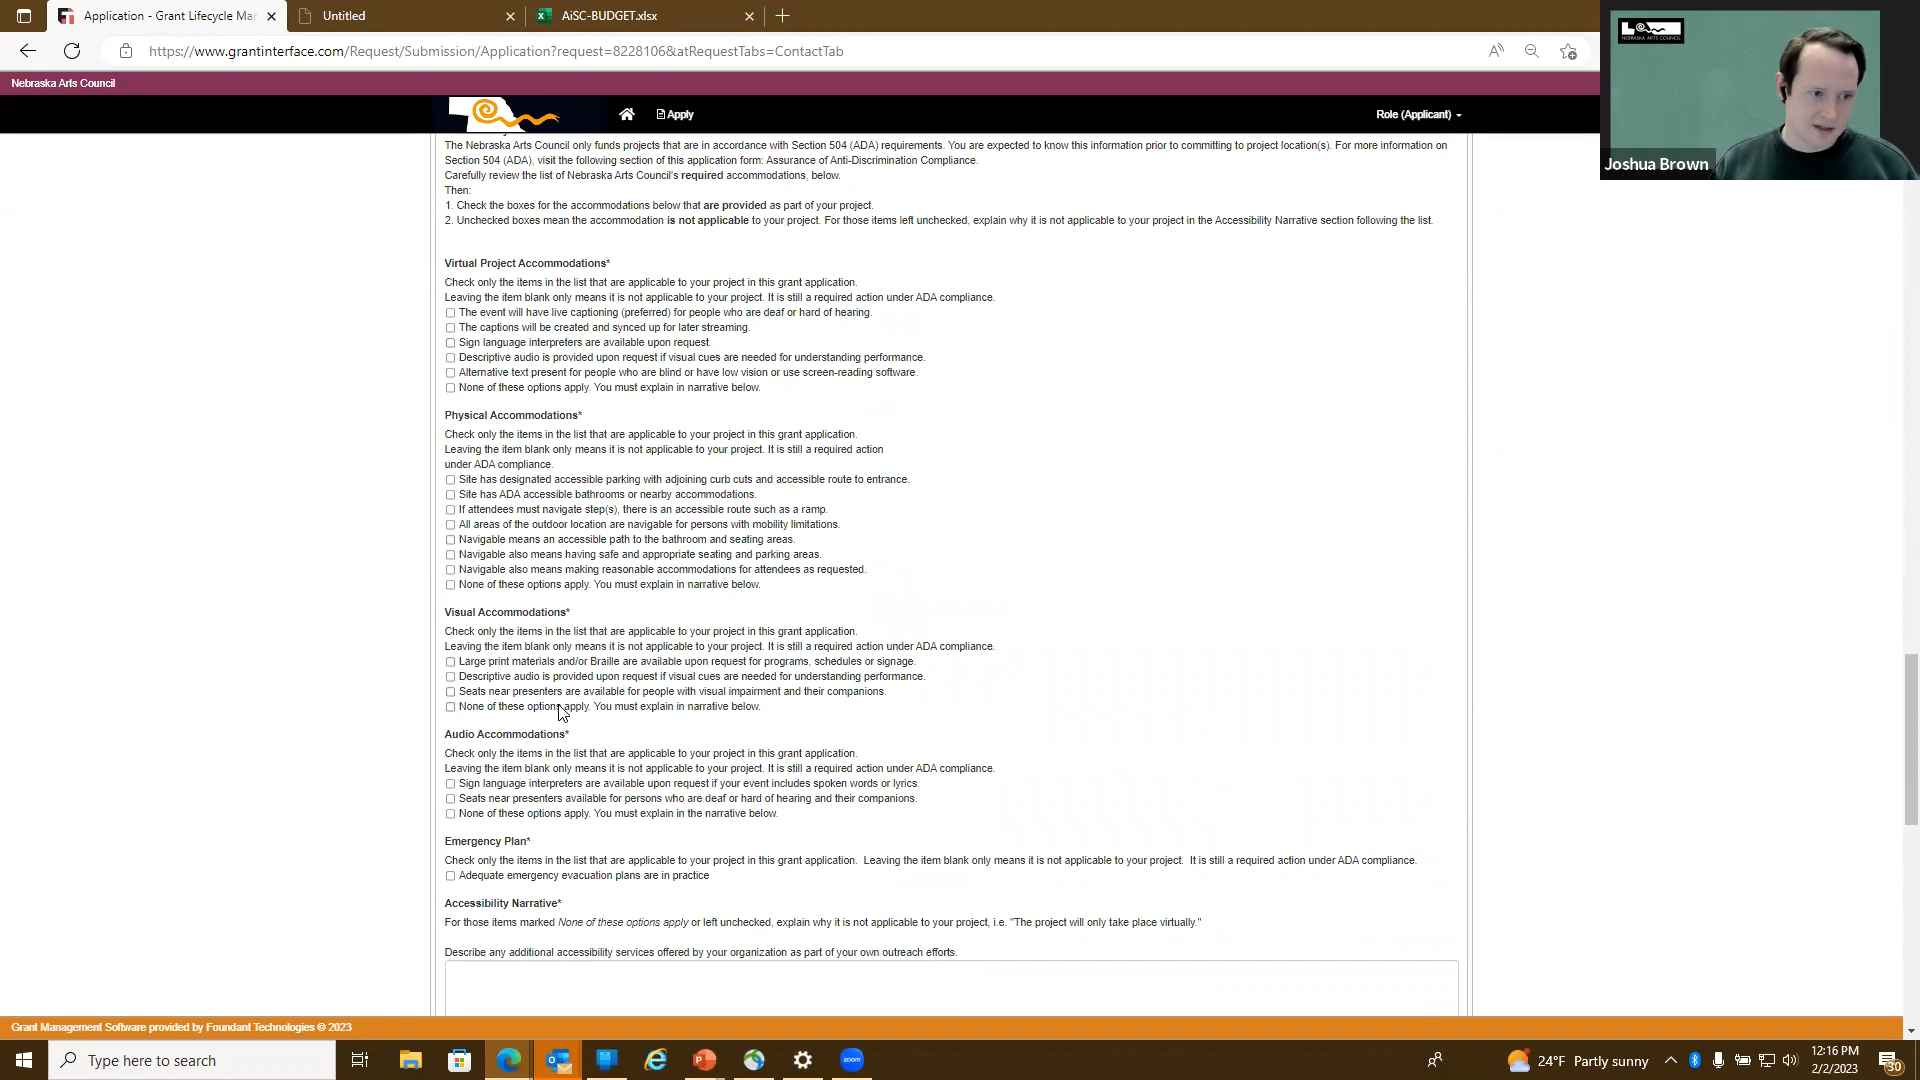 Application - Grant Lifecycle Mar
Untitled
AiSC-BUDGET.xlsx
https://www.grantinterface.com/Request/Submission/Application?request=8228106&atRequestTabs=ContactTab
Nebraska Arts Council
Apply
Role (Applicant)
NEBRASKA ARTS COUNCIL
Joshua Brown
The Nebraska Arts Council only funds projects that are in accordance with Section 504 (ADA) requirements. You are expected to know this information prior to committing to project location(s). For more information on
Section 504 (ADA), visit the following section of this application form: Assurance of Anti-Discrimination Compliance.
Carefully review the list of Nebraska Arts Council's required accommodations, below.
Then:
1. Check the boxes for the accommodations below that are provided as part of your project.
2. Unchecked boxes mean the accommodation is not applicable to your project. For those items left unchecked, explain why it is not applicable to your project in the Accessibility Narrative section following the list.
Virtual Project Accommodations*
Check only the items in the list that are applicable to your project in this grant application.
Leaving the item blank only means it is not applicable to your project. It is still a required action under ADA compliance.
The event will have live captioning (preferred) for people who are deaf or hard of hearing.
The captions will be created and synced up for later streaming.
Sign language interpreters are available upon request.
Descriptive audio is provided upon request if visual cues are needed for understanding performance.
Alternative text present for people who are blind or have low vision or use screen-reading software.
None of these options apply. You must explain in narrative below.
Physical Accommodations*
Check only the items in the list that are applicable to your project in this grant application.
Leaving the item blank only means it is not applicable to your project. It is still a required action
under ADA compliance.
Site has designated accessible parking with adjoining curb cuts and accessible route to entrance.
Site has ADA accessible bathrooms or nearby accommodations.
If attendees must navigate step(s), there is an accessible route such as a ramp.
All areas of the outdoor location are navigable for persons with mobility limitations.
Navigable means an accessible path to the bathroom and seating areas.
Navigable also means having safe and appropriate seating and parking areas.
Navigable also means making reasonable accommodations for attendees as requested.
None of these options apply. You must explain in narrative below.
Visual Accommodations*
Check only the items in the list that are applicable to your project in this grant application.
Leaving the item blank only means it is not applicable to your project. It is still a required action under ADA compliance.
Large print materials and/or Braille are available upon request for programs, schedules or signage.
Descriptive audio is provided upon request if visual cues are needed for understanding performance.
Seats near presenters are available for people with visual impairment and their companions.
None of these options apply. You must explain in narrative below.
Audio Accommodations*
Check only the items in the list that are applicable to your project in this grant application.
Leaving the item blank only means it is not applicable to your project. It is still a required action under ADA compliance.
Sign language interpreters are available upon request if your event includes spoken words or lyrics.
Seats near presenters available for persons who are deaf or hard of hearing and their companions.
None of these options apply. You must explain in the narrative below.
Emergency Plan*
Check only the items in the list that are applicable to your project in this grant application.  Leaving the item blank only means it is not applicable to your project.  It is still a required action under ADA compliance.
Adequate emergency evacuation plans are in practice
Accessibility Narrative*
For those items marked None of these options apply or left unchecked, explain why it is not applicable to your project, i.e. "The project will only take place virtually."
Describe any additional accessibility services offered by your organization as part of your own outreach efforts.
Grant Management Software provided by Foundant Technologies © 2023
Type here to search
zoom
24°F Partly sunny
12:16 PM
2/2/2023
30